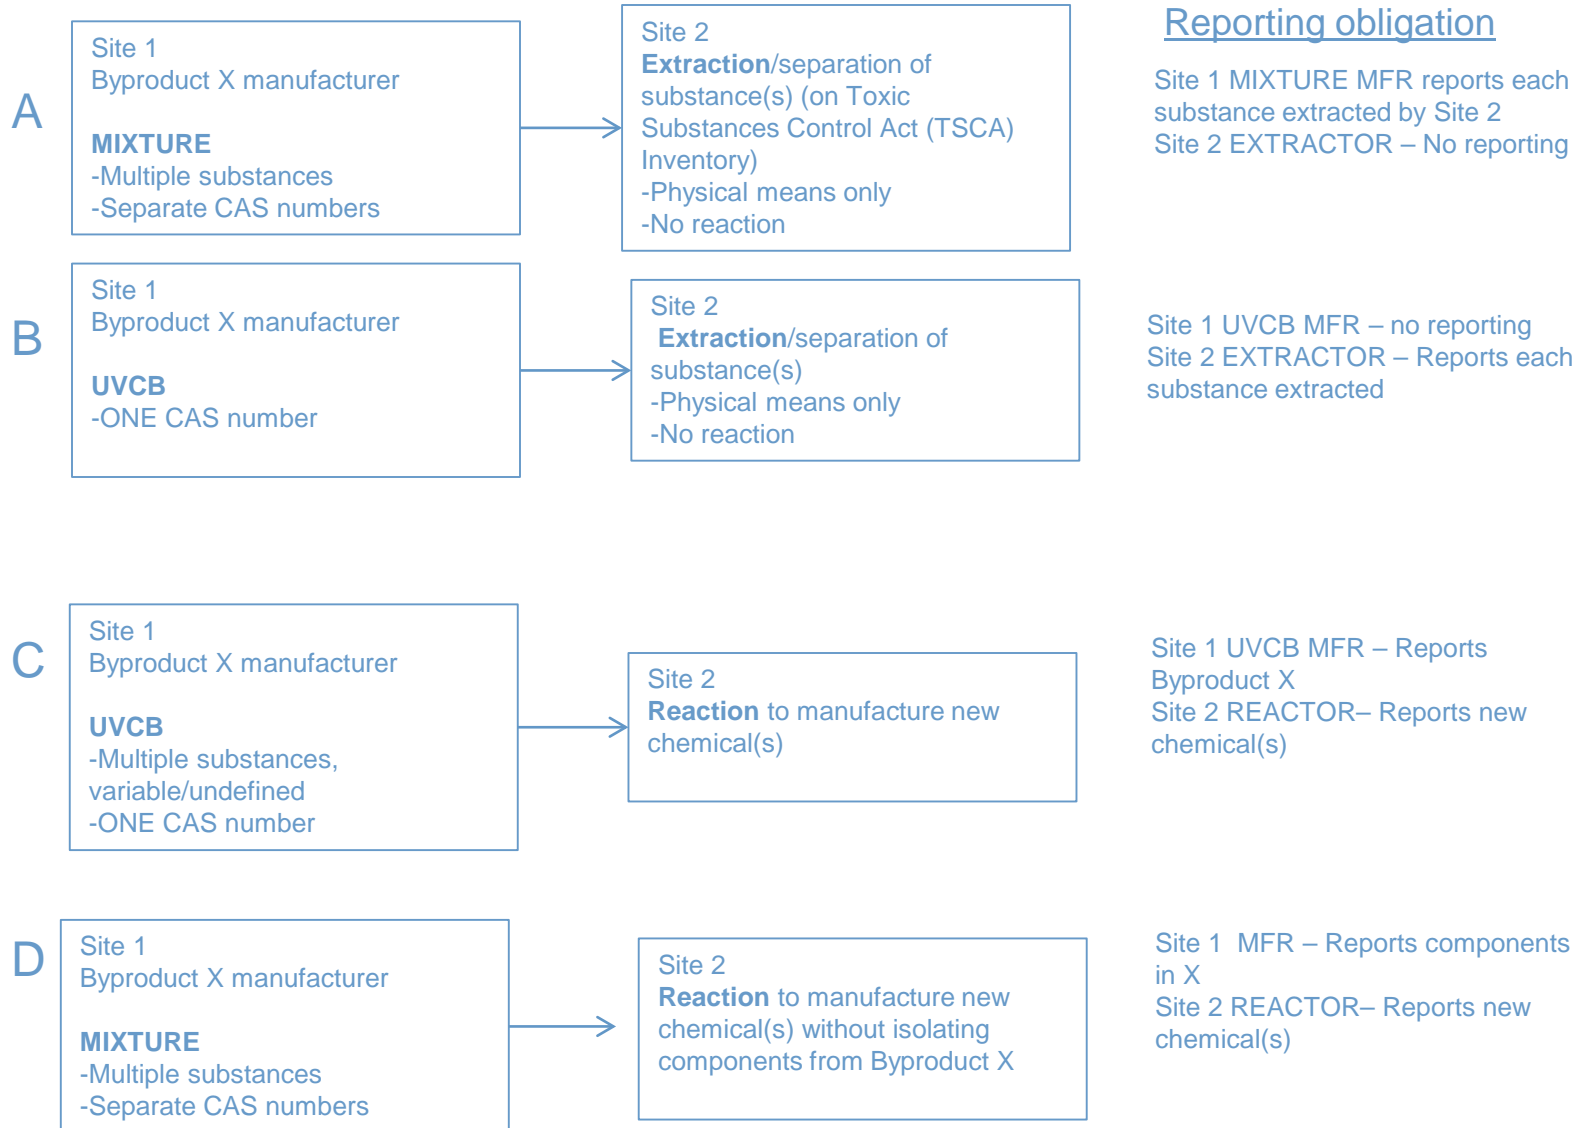 Reporting obligation
A
Site 1
Byproduct X manufacturer
MIXTURE
-Multiple substances
-Separate CAS numbers
Site 2
Extraction/separation of
substance(s) (on Toxic
Substances Control Act (TSCA)
Inventory)
-Physical means only
-No reaction
Site 1 MIXTURE MFR reports each
substance extracted by Site 2
Site 2 EXTRACTOR – No reporting
B
Site 1
Byproduct X manufacturer
UVCB
-ONE CAS number
Site 2
Extraction/separation of
substance(s)
-Physical means only
-No reaction
Site 1 UVCB MFR – no reporting
Site 2 EXTRACTOR – Reports each
substance extracted
C
Site 1
Byproduct X manufacturer
UVCB
-Multiple substances,
variable/undefined
-ONE CAS number
Site 2
Reaction to manufacture new
chemical(s)
Site 1 UVCB MFR – Reports
Byproduct X
Site 2 REACTOR– Reports new
chemical(s)
D
Site 1
Byproduct X manufacturer
MIXTURE
-Multiple substances
-Separate CAS numbers
Site 2
Reaction to manufacture new
chemical(s) without isolating
components from Byproduct X
Site 1 MFR – Reports components
in X
Site 2 REACTOR– Reports new
chemical(s)